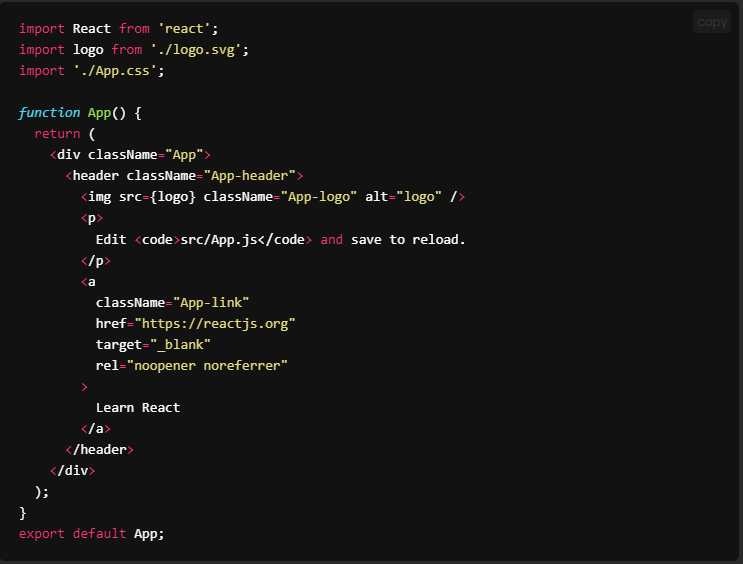 copy
import React from 'react';
import logo from './logo.svg';
import './App.css';

function App() {
  return (
    <div className="App">
      <header className="App-header">
        <img src={logo} className="App-logo" alt="logo" />
        <p>
          Edit <code>src/App.js</code> and save to reload.
        </p>
        <a
          className="App-link"
          href="https://reactjs.org"
          target="_blank"
          rel="noopener noreferrer"
        >
          Learn React
        </a>
      </header>
    </div>
  );
}
export default App;